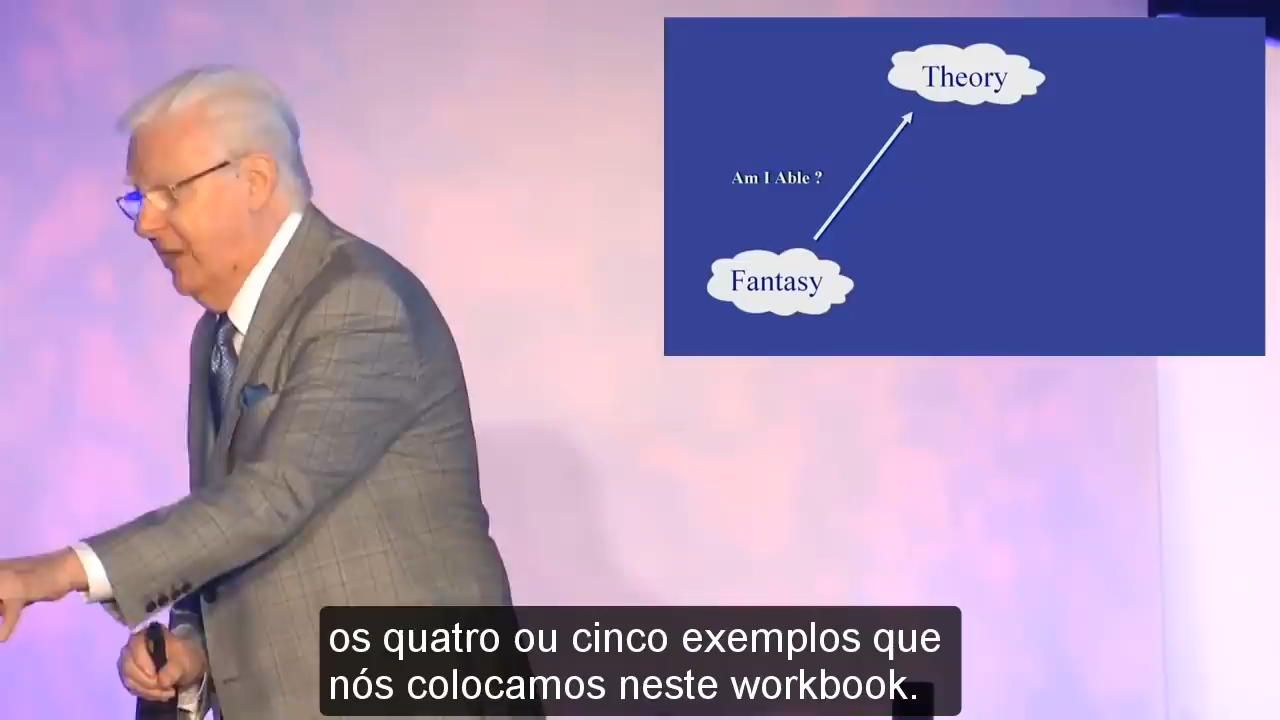 Theory
Am I Able ?
Fantasy
os quatro ou cinco exemplos que
nós colocamos neste workbook.